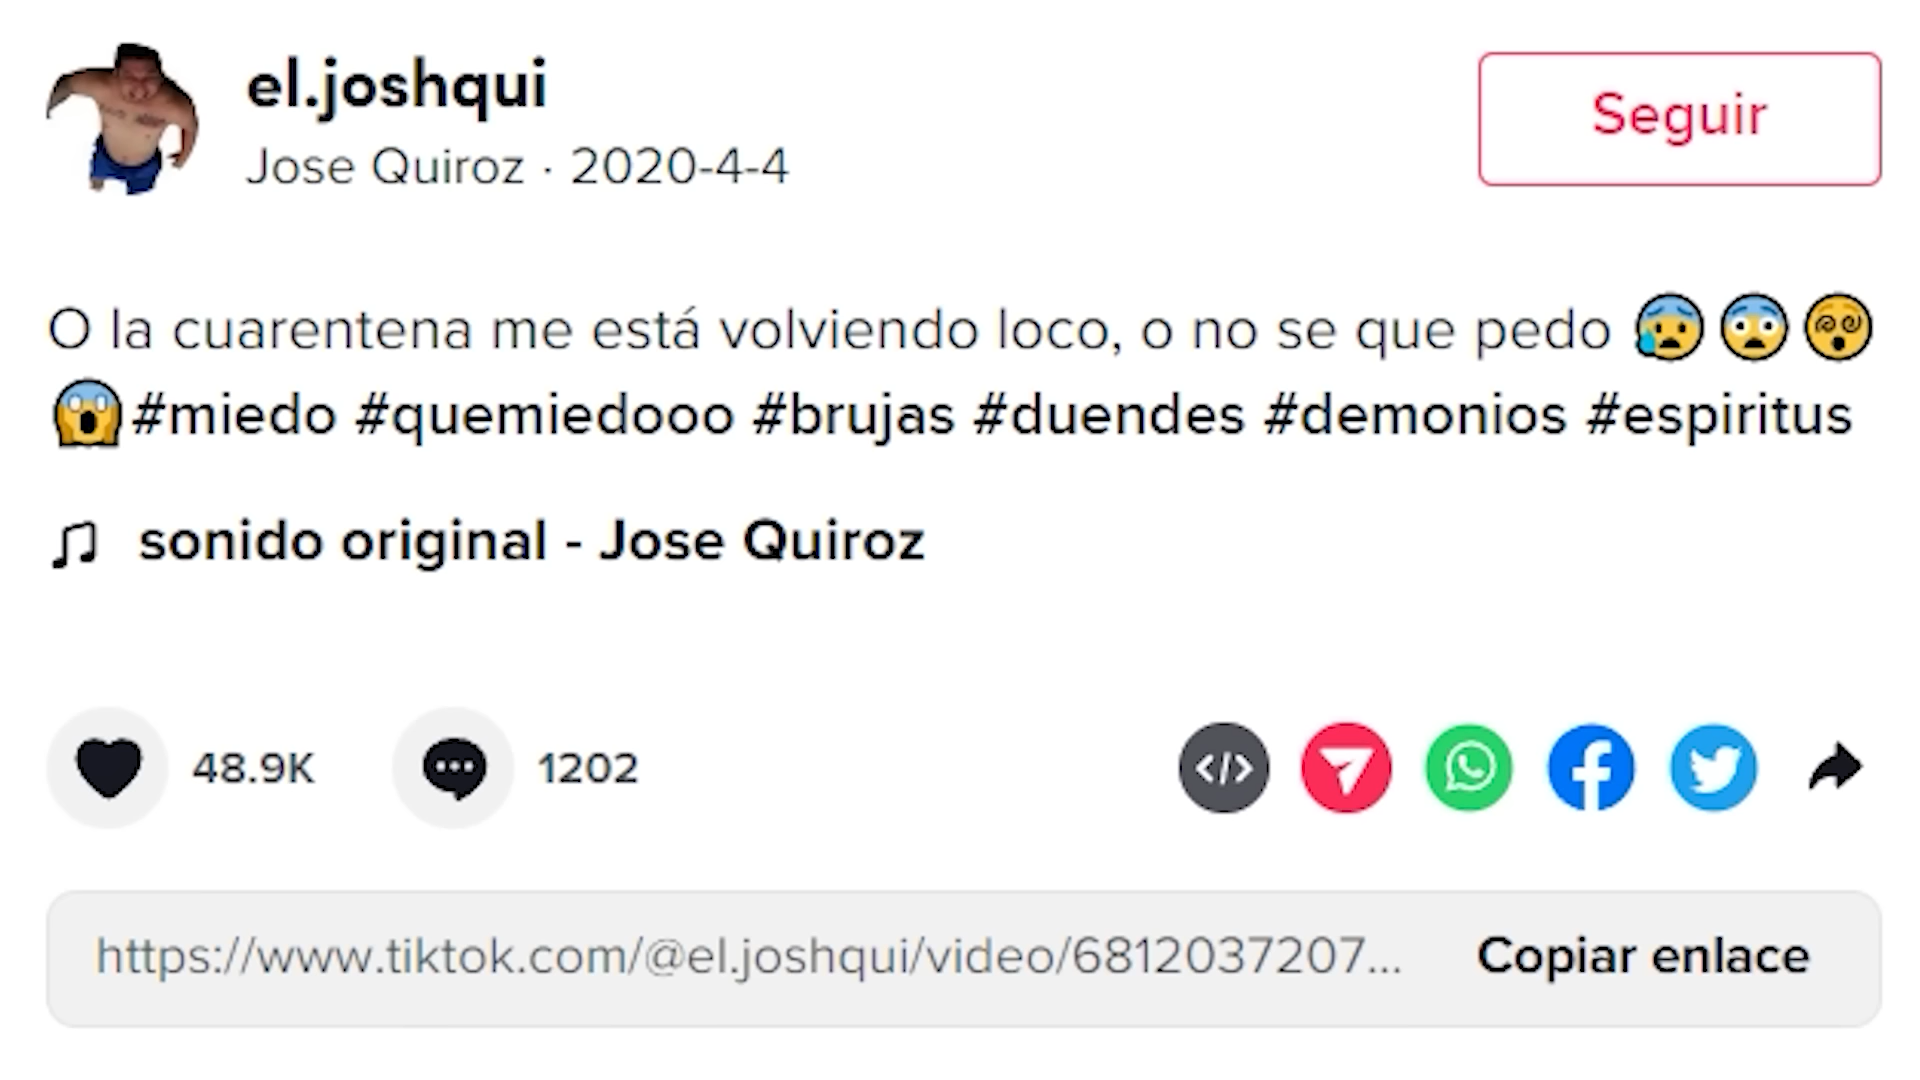 el.joshqui
Seguir
Jose Quiroz · 2020-4-4
O la cuarentena me está volviendo loco, o no se que pedo 😰😨😵‍💫
😱#miedo #quemiedooo #brujas #duendes #demonios #espiritus
♫ sonido original - Jose Quiroz
48.9K 1202
https://www.tiktok.com/@el.joshqui/video/6812037207... Copiar enlace